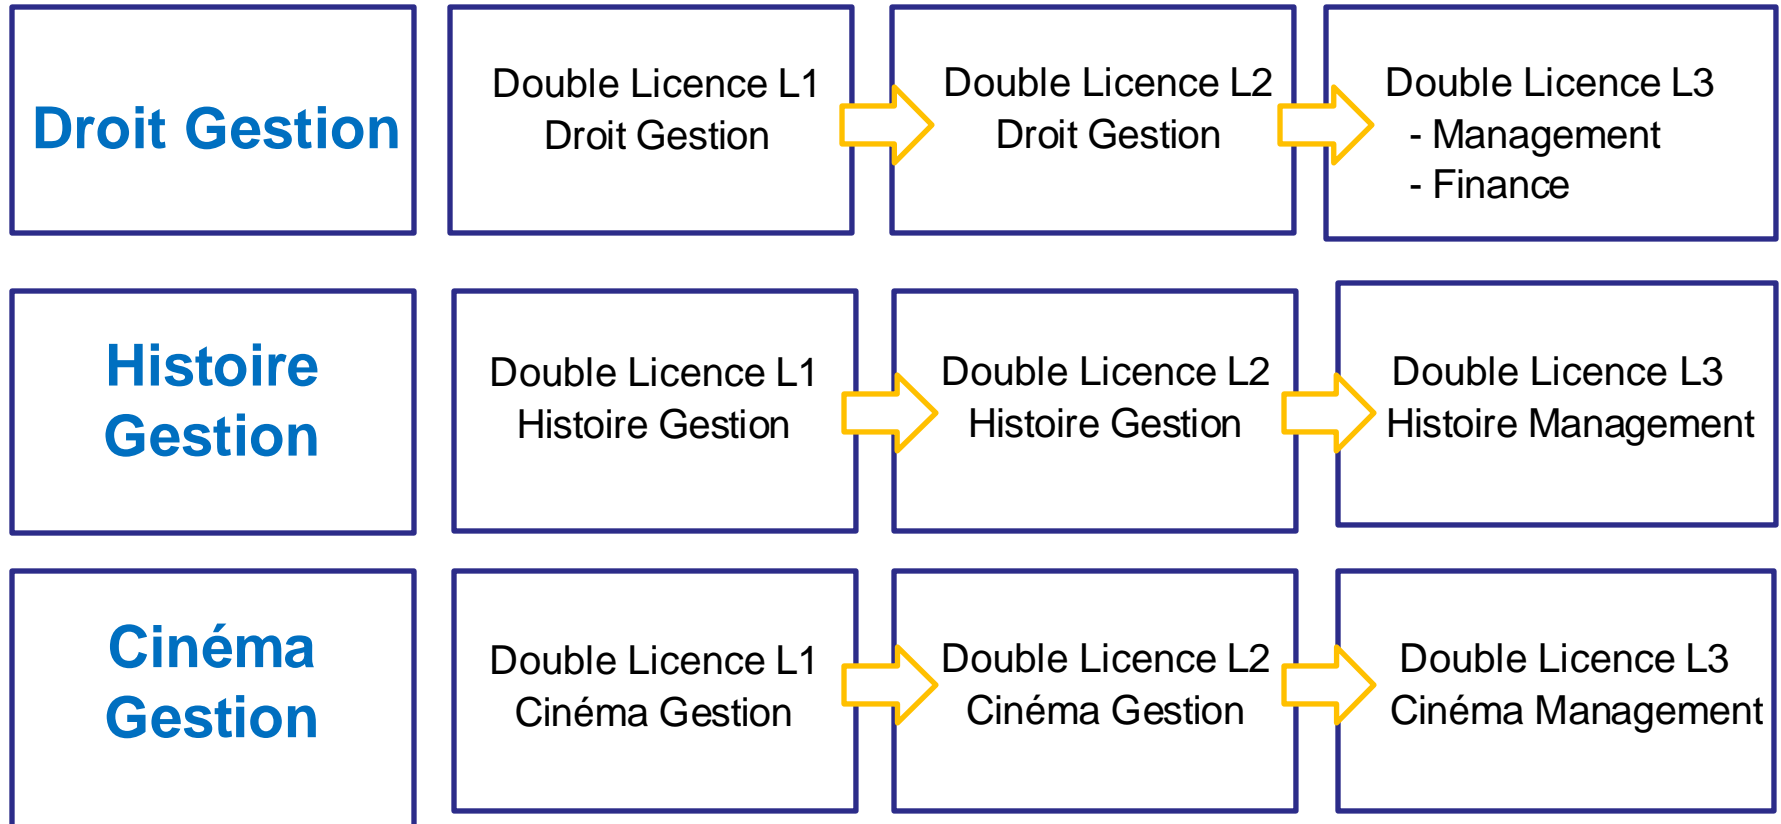 Droit Gestion
Double Licence L1
Droit Gestion
Double Licence L2
Droit Gestion
Double Licence L3
- Management
- Finance
Histoire
Gestion
Double Licence L1
Histoire Gestion
Double Licence L2
Histoire Gestion
Double Licence L3
Histoire Management
Cinéma
Gestion
Double Licence L1
Cinéma Gestion
Double Licence L2
Cinéma Gestion
Double Licence L3
Cinéma Management